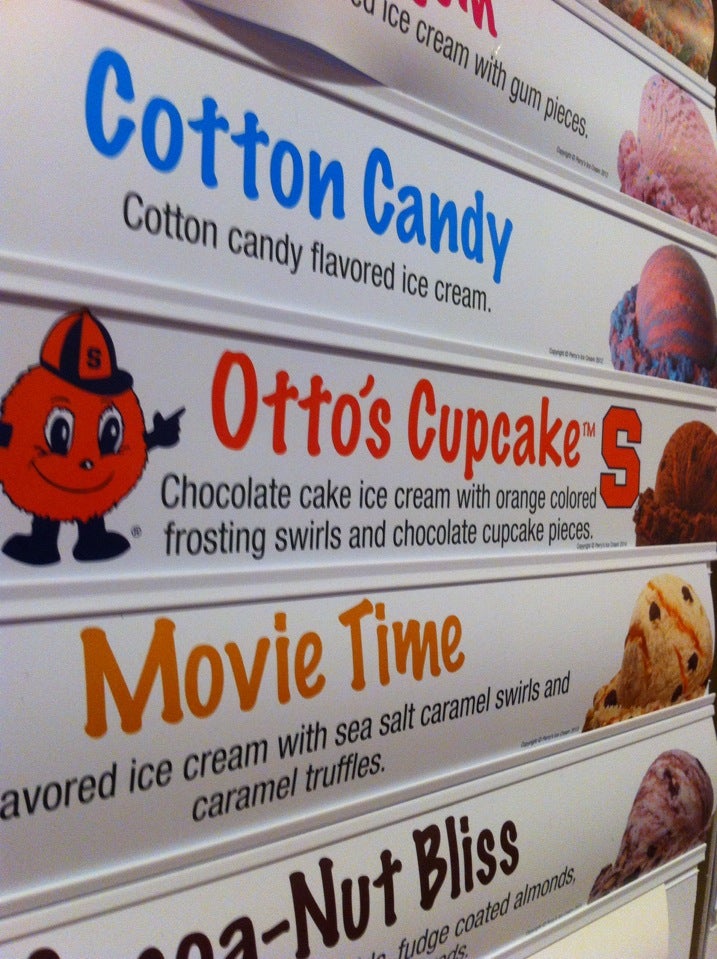 ice cream with gum pieces.
Cotton Candy
Cotton candy flavored ice cream.
S
Otto's Cupcake™ S
Chocolate cake ice cream with orange colored
frosting swirls and chocolate cupcake pieces.
®
Movie Time
avored ice cream with sea salt caramel swirls and
caramel truffles.
-Nut Bliss
fudge coated almonds,